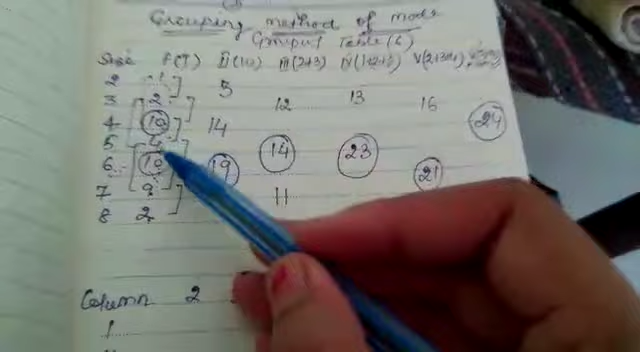 Grouping method of mode
Grouping Table (6)
Size f(I) II(1+2) III(2+3) IV(1+2+3) V(2+3+4)
2 5
3 2 12 13 16
4 10 14 24
5 4 14 23
6 10 19 21
7 9 11
8 2
Column 2
I
II